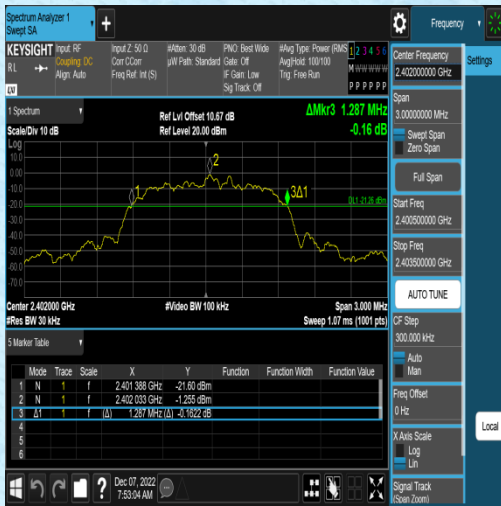 Spectrum Analyzer 1
Swept SA
Frequency
KEYSIGHT
Input: RF
Coupling: DC
Align: Auto
Input Z: 50 Ω
Corr CCorr
Freq Ref: Int (S)
#Atten: 30 dB
µW Path: Standard
PNO: Best Wide
Gate: Off
IF Gain: Low
Sig Track: Off
#Avg Type: Power (RMS
Avg|Hold: 100/100
Trig: Free Run
1 2 3 4 5 6
M W W W W W
P P P P P P
RL
LXI
1 Spectrum
Scale/Div 10 dB
Ref Lvl Offset 10.67 dB
Ref Level 20.00 dBm
ΔMkr3 1.287 MHz
-0.16 dB
Log
10.0
0.00
-10.0
-20.0
-30.0
-40.0
-50.0
-60.0
-70.0
1
2
3Δ1
DL1 -21.26 dBm
Center 2.402000 GHz
#Res BW 30 kHz
#Video BW 100 kHz
Span 3.000 MHz
Sweep 1.07 ms (1001 pts)
5 Marker Table
Mode Trace Scale X Y Function Function Width Function Value
1 N 1 f 2.401 388 GHz -21.60 dBm
2 N 1 f 2.402 033 GHz -1.255 dBm
3 Δ1 1 f (Δ) 1.287 MHz (Δ) -0.1622 dB
4
5
6
?
Dec 07, 2022
7:53:04 AM
Center Frequency
2.402000000 GHz
Settings
Span
3.00000000 MHz
Swept Span
Zero Span
Full Span
Start Freq
2.400500000 GHz
Stop Freq
2.403500000 GHz
AUTO TUNE
CF Step
300.000 kHz
Auto
Man
Freq Offset
0 Hz
X Axis Scale
Log
Lin
Signal Track
(Span Zoom)
Local